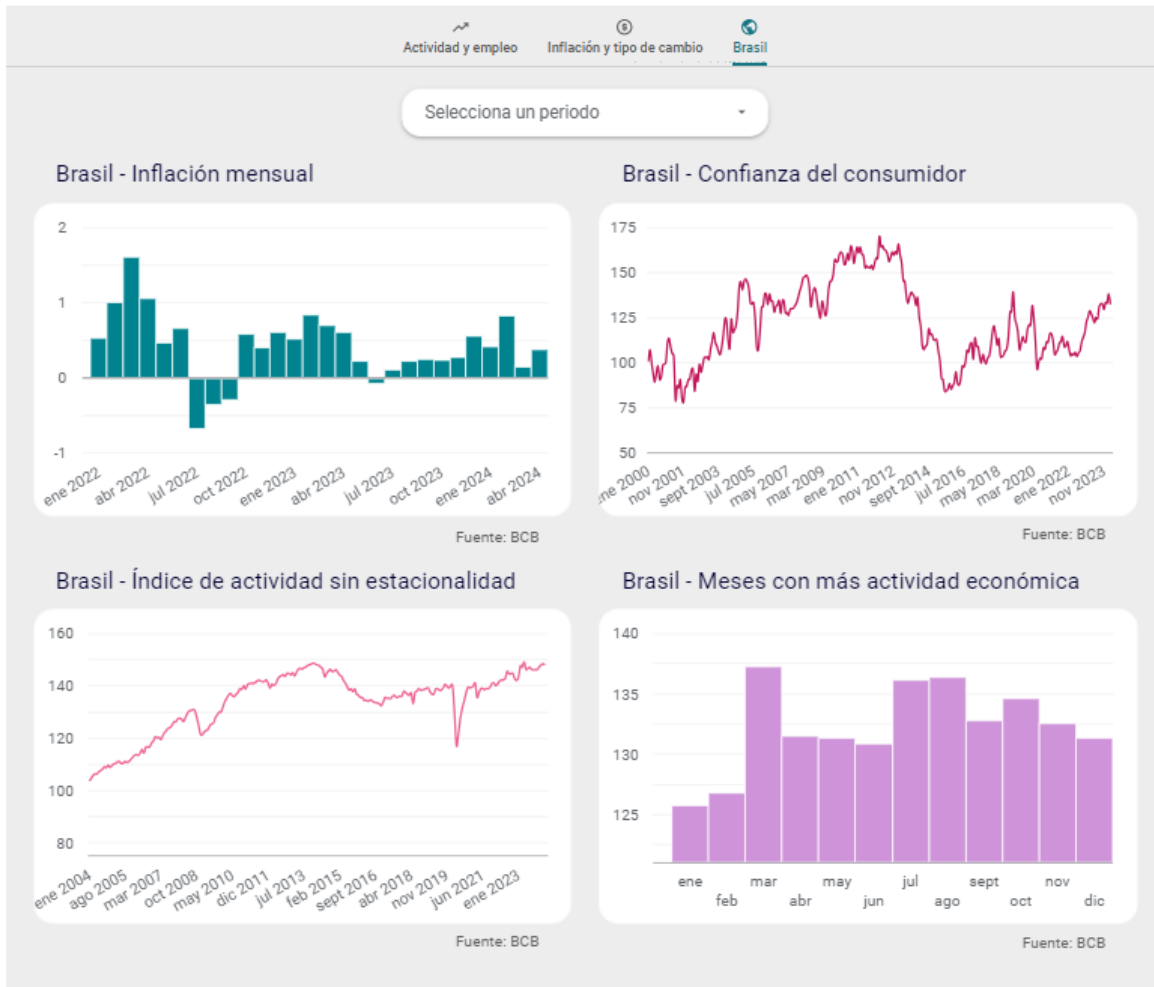 Actividad y empleo
Inflación y tipo de cambio
Brasil
Selecciona un periodo
Brasil - Inflación mensual
2
1
0
-1
ene 2022
abr 2022
jul 2022
oct 2022
ene 2023
abr 2023
jul 2023
oct 2023
ene 2024
abr 2024
Fuente: BCB
Brasil - Confianza del consumidor
175
150
125
100
75
50
ene 2000
nov 2001
sept 2003
jul 2005
may 2007
mar 2009
ene 2011
nov 2012
sept 2014
jul 2016
may 2018
mar 2020
ene 2022
nov 2023
Fuente: BCB
Brasil - Índice de actividad sin estacionalidad
160
140
120
100
80
ene 2004
ago 2005
mar 2007
oct 2008
may 2010
dic 2011
jul 2013
feb 2015
sept 2016
abr 2018
nov 2019
jun 2021
ene 2023
Fuente: BCB
Brasil - Meses con más actividad económica
140
135
130
125
ene
feb
mar
abr
may
jun
jul
ago
sept
oct
nov
dic
Fuente: BCB